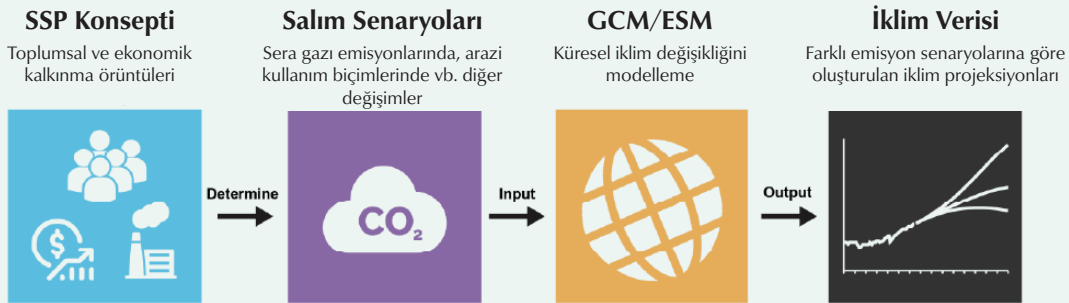 SSP Konsepti
Toplumsal ve ekonomik
kalkınma örüntüleri
Determine
Salım Senaryoları
Sera gazı emisyonlarında, arazi
kullanım biçimlerinde vb. diğer
değişimler
CO2
Input
GCM/ESM
Küresel iklim değişikliğini
modelleme
Output
İklim Verisi
Farklı emisyon senaryolarına göre
oluşturulan iklim projeksiyonları
$